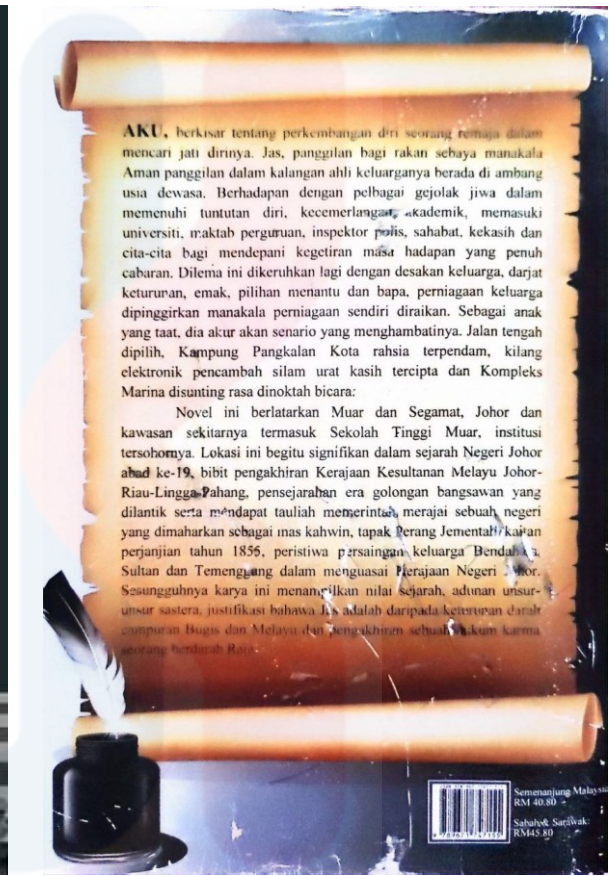 AKU, berkisar tentang perkembangan diri seorang remaja dalam
mencari jati dirinya. Jas, panggilan bagi rakan sebaya manakala
Aman panggilan dalam kalangan ahli keluarganya berada di ambang
usia dewasa. Berhadapan dengan pelbagai gejolak jiwa dalam
memenuhi tuntutan diri, kecemerlangan, akademik, memasuki
universiti, maktab perguruan, inspektor polis, sahabat, kekasih dan
cita-cita bagi mendepani kegetiran masa hadapan yang penuh
cabaran. Dilema ini dikeruhkan lagi dengan desakan keluarga, darjat
keturunan, emak, pilihan menantu dan bapa, perniagaan keluarga
dipinggirkan manakala perniagaan sendiri diraikan. Sebagai anak
yang taat, dia akur akan senario yang menghambatinya. Jalan tengah
dipilih, Kampung Pangkalan Kota rahsia terpendam, kilang
elektronik pencambah silam urat kasih tercipta dan Kompleks
Marina disunting rasa dinoktah bicara:
Novel ini berlatarkan Muar dan Segamat, Johor dan
kawasan sekitarnya termasuk Sekolah Tinggi Muar, institusi
tersohornya. Lokasi ini begitu signifikan dalam sejarah Negeri Johor
abad ke-19, bibit pengakhiran Kerajaan Kesultanan Melayu Johor-
Riau-Lingga-Pahang, pensejarahan era golongan bangsawan yang
dilantik serta mendapat tauliah memerintah, merajai sebuah negeri
yang dimaharkan sebagai mas kahwin, tapak Perang Jementah, kaitan
perjanjian tahun 1855, peristiwa persaingan keluarga Bendahara,
Sultan dan Temenggung dalam menguasai Kerajaan Negeri Johor.
Sesungguhnya karya ini menampilkan nilai sejarah, adunan unsur-
unsur sastera, justifikasi bahawa Jas adalah daripada keturunan darah
campuran Bugis dan Melayu dan pengakhiran sebuah hukum karma
seorang berdarah Raja.
Semenanjung Malaysia
RM 40.80
Sabah & Sarawak:
RM45.80